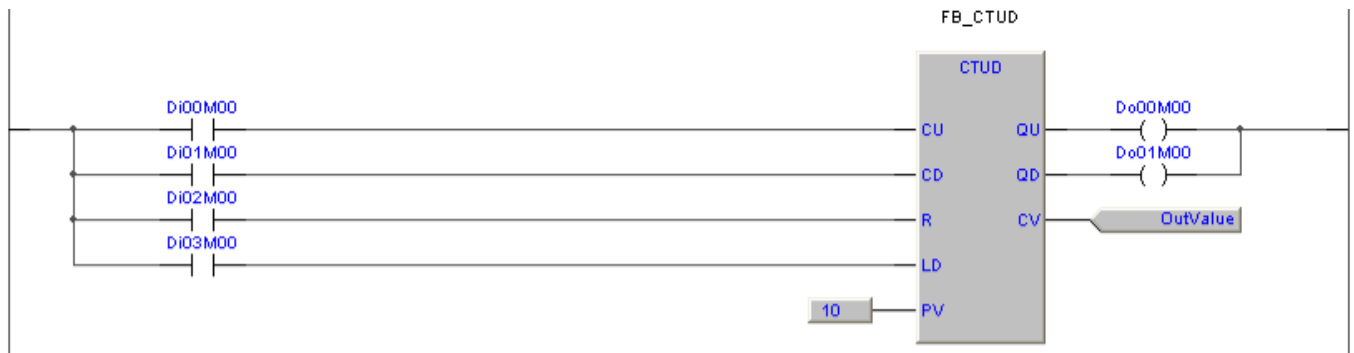 FB_CTUD
CTUD
Di00M00
CU QU
Do00M00
Di01M00
CD QD
Do01M00
Di02M00
R CV
OutValue
Di03M00
LD
10
PV